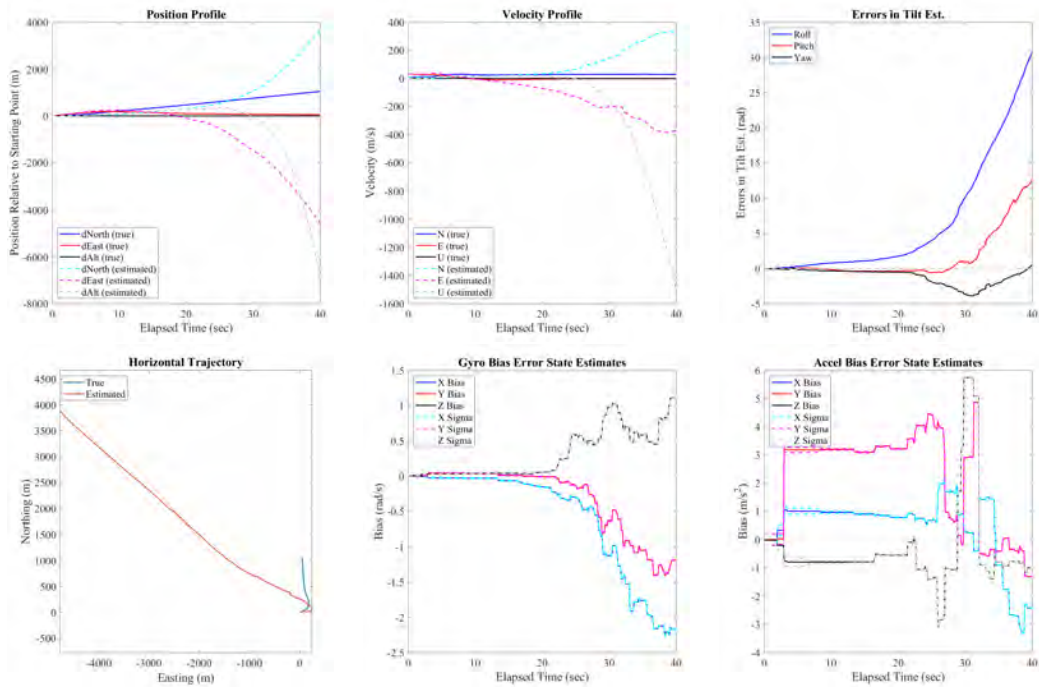 Position Profile
Position Relative to Starting Point (m)
4000
2000
0
-2000
-4000
-6000
-8000
dNorth (true)
dEast (true)
dAlt (true)
dNorth (estimated)
dEast (estimated)
dAlt (estimated)
0 10 20 30 40
Elapsed Time (sec)
Velocity Profile
Velocity (m/s)
400
200
0
-200
-400
-600
-800
-1000
-1200
-1400
-1600
N (true)
E (true)
U (true)
N (estimated)
E (estimated)
U (estimated)
0 10 20 30 40
Elapsed Time (sec)
Errors in Tilt Est.
Errors in Tilt Est. (rad)
35
30
25
20
15
10
5
0
-5
Roll
Pitch
Yaw
0 10 20 30 40
Elapsed Time (sec)
Horizontal Trajectory
Northing (m)
4500
4000
3500
3000
2500
2000
1500
1000
500
0
-500
True
Estimated
-4000 -3000 -2000 -1000 0
Easting (m)
Gyro Bias Error State Estimates
Bias (rad/s)
1.5
1
0.5
0
-0.5
-1
-1.5
-2
-2.5
X Bias
Y Bias
Z Bias
X Sigma
Y Sigma
Z Sigma
0 10 20 30 40
Elapsed Time (sec)
Accel Bias Error State Estimates
Bias (m/s²)
6
5
4
3
2
1
0
-1
-2
-3
-4
X Bias
Y Bias
Z Bias
X Sigma
Y Sigma
Z Sigma
0 10 20 30 40
Elapsed Time (sec)